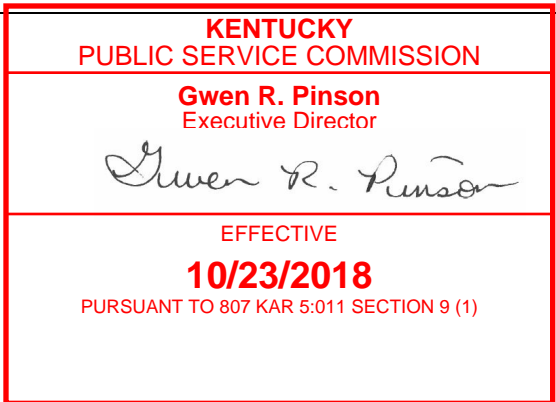 KENTUCKY
PUBLIC SERVICE COMMISSION
Gwen R. Pinson
Executive Director
Gwen R. Pinson
EFFECTIVE
10/23/2018
PURSUANT TO 807 KAR 5:011 SECTION 9 (1)